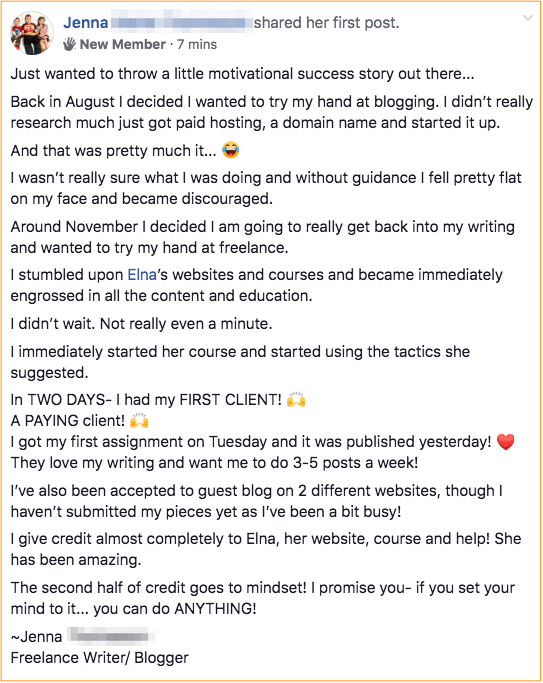 Jenna shared her first post.
New Member · 7 mins
Just wanted to throw a little motivational success story out there...
Back in August I decided I wanted to try my hand at blogging. I didn't really
research much just got paid hosting, a domain name and started it up.
And that was pretty much it... 😂
I wasn't really sure what I was doing and without guidance I fell pretty flat
on my face and became discouraged.
Around November I decided I am going to really get back into my writing
and wanted to try my hand at freelance.
I stumbled upon Elna's websites and courses and became immediately
engrossed in all the content and education.
I didn't wait. Not really even a minute.
I immediately started her course and started using the tactics she
suggested.
In TWO DAYS- I had my FIRST CLIENT! 🙌
A PAYING client! 🙌
I got my first assignment on Tuesday and it was published yesterday! ❤️
They love my writing and want me to do 3-5 posts a week!
I've also been accepted to guest blog on 2 different websites, though I
haven't submitted my pieces yet as I've been a bit busy!
I give credit almost completely to Elna, her website, course and help! She
has been amazing.
The second half of credit goes to mindset! I promise you- if you set your
mind to it... you can do ANYTHING!
~Jenna
Freelance Writer/ Blogger